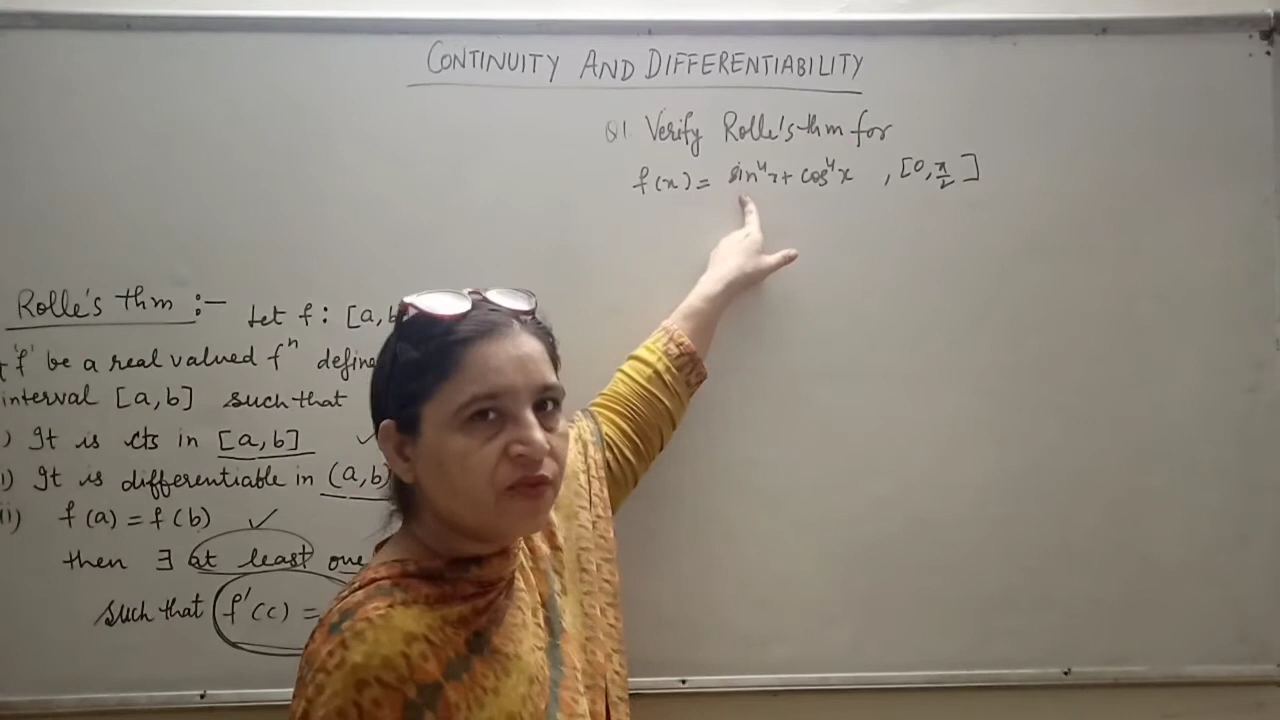 CONTINUITY AND DIFFERENTIABILITY
Q1 Verify Rolle's thm for
f(x) = sin⁴x + cos⁴x , [0, π/2]
Rolle's thm :- Let f : [a, b
'f' be a real valued fⁿ define
interval [a, b] such that
) It is cts in [a, b] ✓
i) It is differentiable in (a, b)
ii) f(a) = f(b) ✓
then ∃ at least one
such that f'(c) =